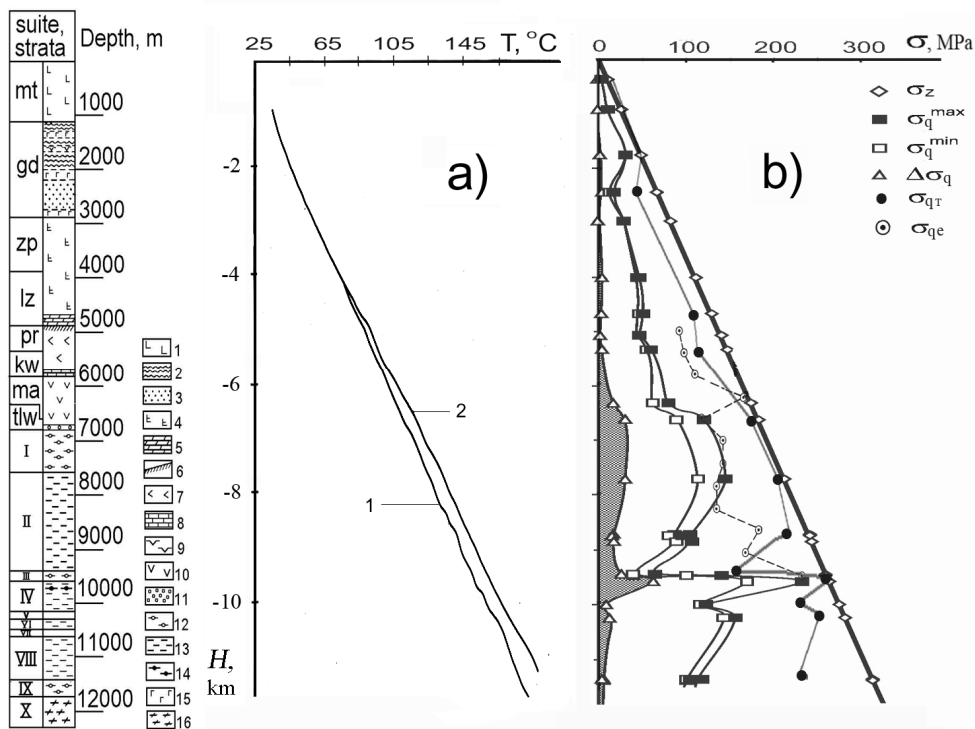 suite,
strata
Depth, m
mt
1000
gd
2000
3000
zp
4000
lz
5000
pr
kw
6000
ma
tlw
7000
I
8000
II
9000
III
10000
IV
V
VI
VII
11000
VIII
IX
12000
X
1
2
3
4
5
6
7
8
9
10
11
12
13
14
15
16
25 65 105 145 T, °C
-2
-4
-6
-8
-10
H,
km
a)
1
2
0 100 200 300 σ, MPa
b)
σz
σq max
σq min
Δσq
σqт
σqe